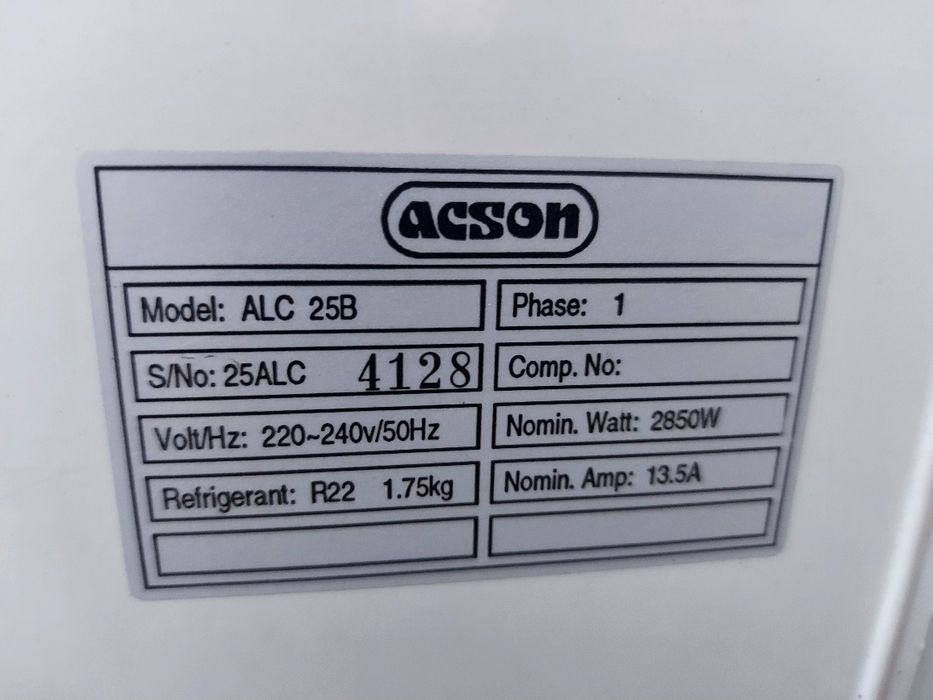 acson
Model: ALC 25B
Phase: 1
S/No: 25ALC 4128
Comp. No:
Volt/Hz: 220~240v/50Hz
Nomin. Watt: 2850W
Refrigerant: R22 1.75kg
Nomin. Amp: 13.5A